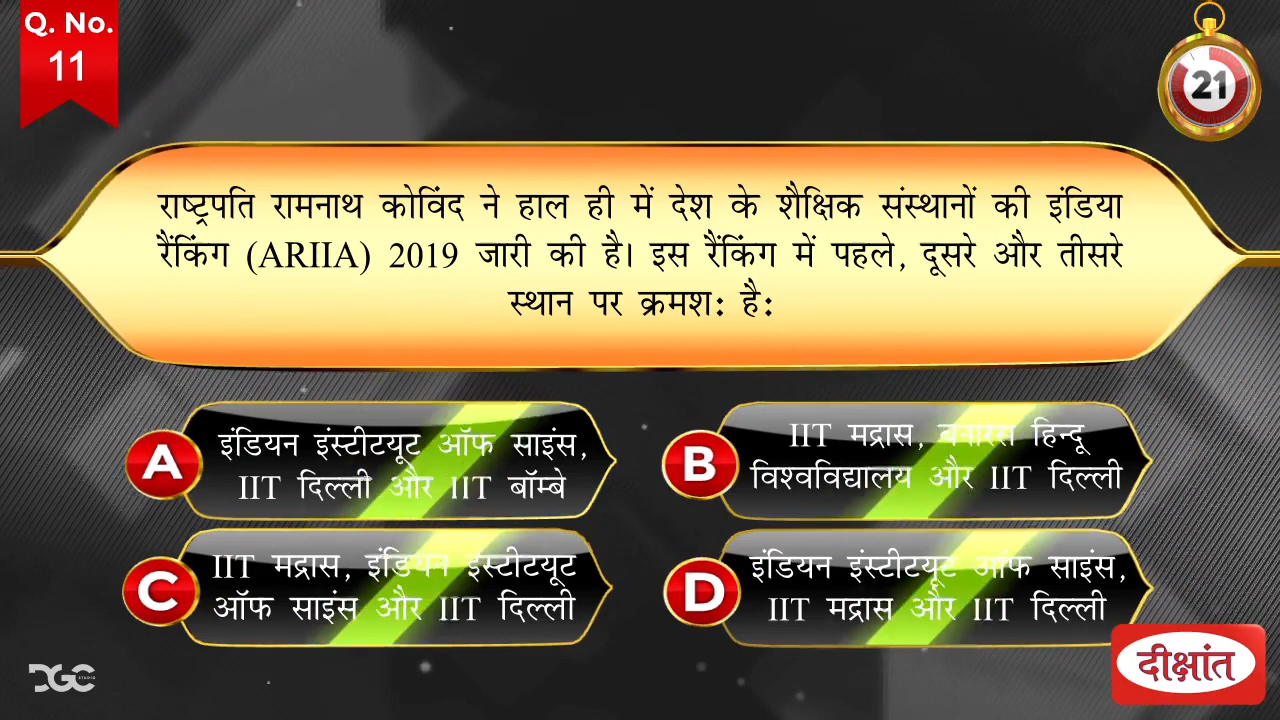 Q. No.
11
21
राष्ट्रपति रामनाथ कोविंद ने हाल ही में देश के शैक्षिक संस्थानों की इंडिया
रैंकिंग (ARIIA) 2019 जारी की है। इस रैंकिंग में पहले, दूसरे और तीसरे
स्थान पर क्रमश: है:
A
इंडियन इंस्टीटयूट ऑफ साइंस,
IIT दिल्ली और IIT बॉम्बे
B
IIT मद्रास, बनारस हिन्दू
विश्वविद्यालय और IIT दिल्ली
C
IIT मद्रास, इंडियन इंस्टीटयूट
ऑफ साइंस और IIT दिल्ली
D
इंडियन इंस्टीटयूट ऑफ साइंस,
IIT मद्रास और IIT दिल्ली
DGC
STUDIO
दीक्षांत